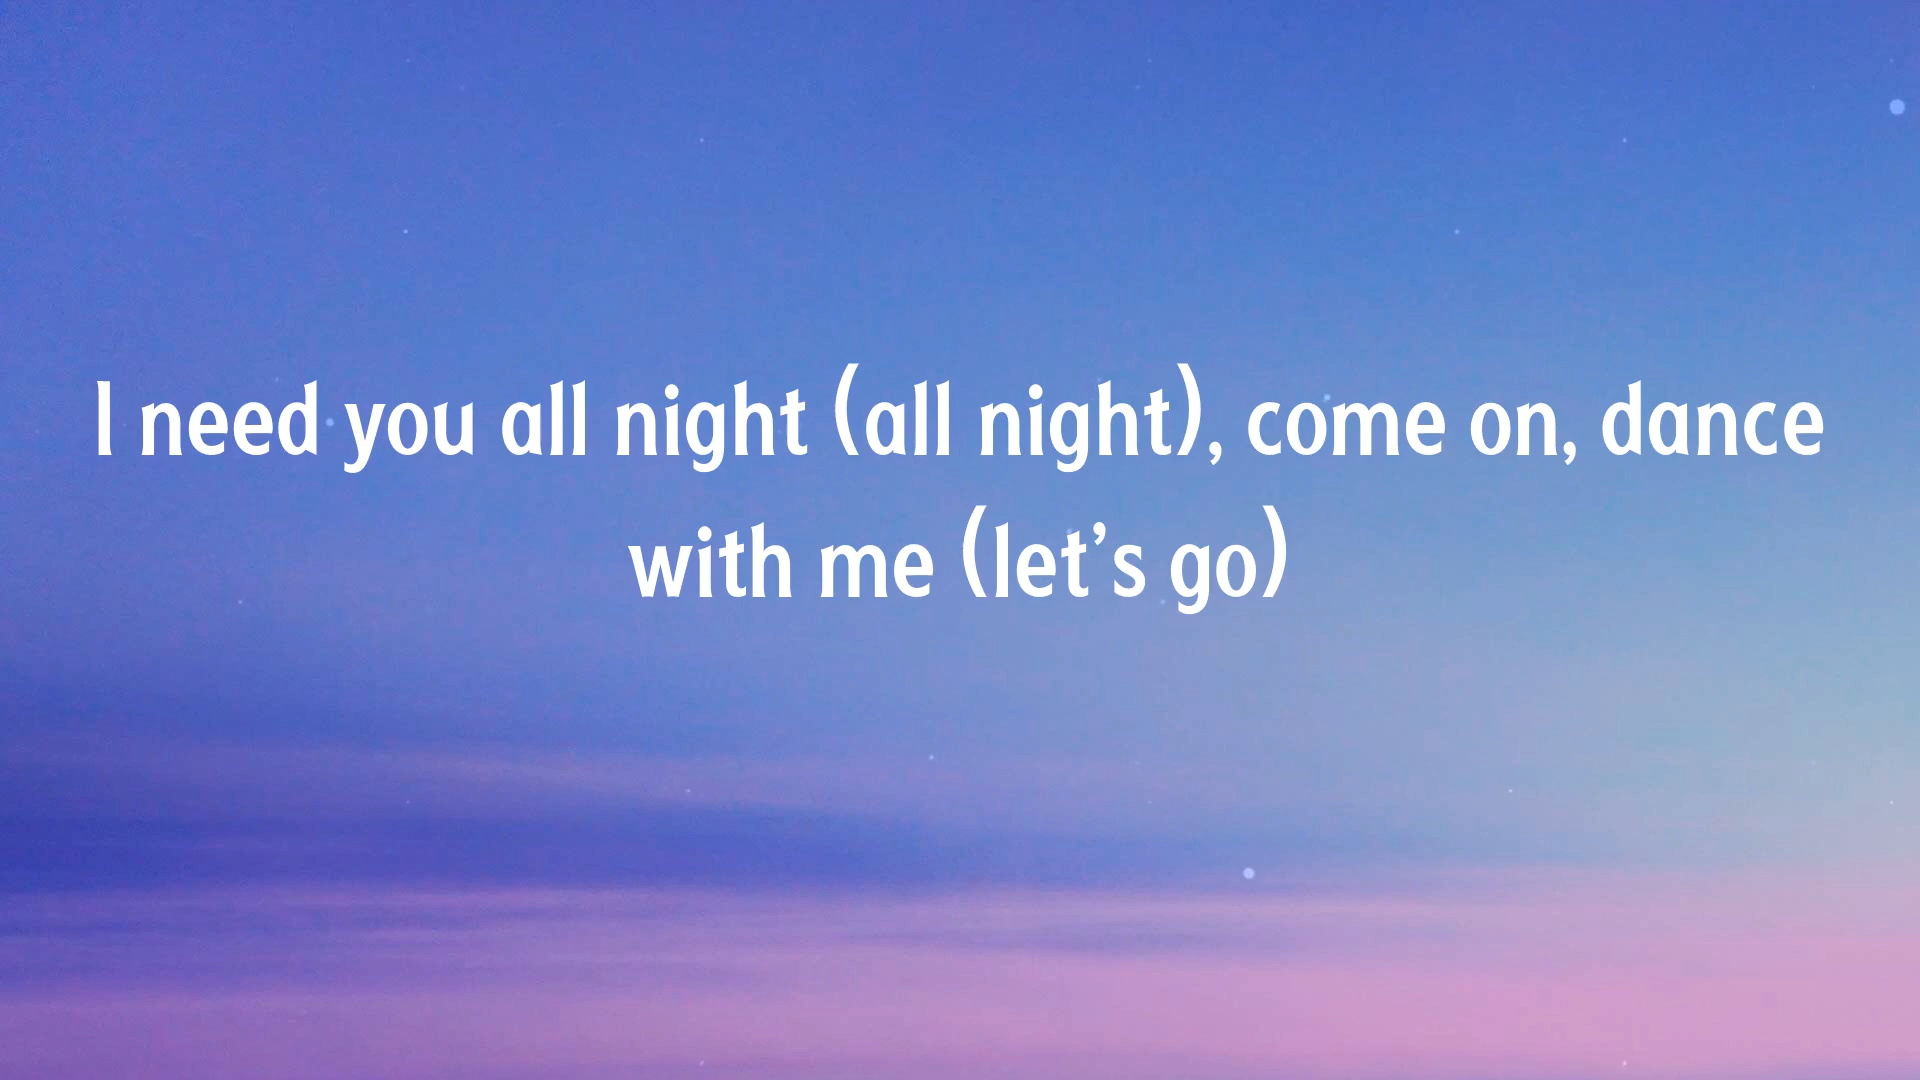 I need you all night (all night), come on, dance
with me (let’s go)